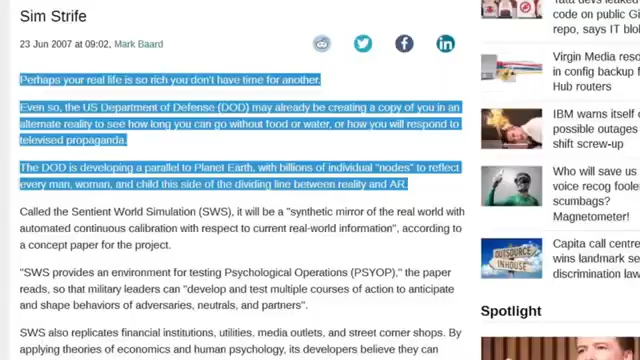 Sim Strife
23 Jun 2007 at 09:02, Mark Baard
Perhaps your real life is so rich you don't have time for another.
Even so, the US Department of Defense (DOD) may already be creating a copy of you in an
alternate reality to see how long you can go without food or water, or how you will respond to
televised propaganda.
The DOD is developing a parallel to Planet Earth, with billions of individual "nodes" to reflect
every man, woman, and child this side of the dividing line between reality and AR.
Called the Sentient World Simulation (SWS), it will be a "synthetic mirror of the real world with
automated continuous calibration with respect to current real-world information", according to
a concept paper for the project.
"SWS provides an environment for testing Psychological Operations (PSYOP)," the paper
reads, so that military leaders can "develop and test multiple courses of action to anticipate
and shape behaviors of adversaries, neutrals, and partners".
SWS also replicates financial institutions, utilities, media outlets, and street corner shops. By
applying theories of economics and human psychology, its developers believe they can
code on public Gi
repo, says IT blo
Virgin Media reso
in config backup f
Hub routers
IBM warns itself o
possible outages
shift screw-up
Who will save us
voice recog foole
scumbags?
Magnetometer!
OUTSOURCE
IN-HOUSE
Capita call centre
wins landmark se
discrimination law
Spotlight